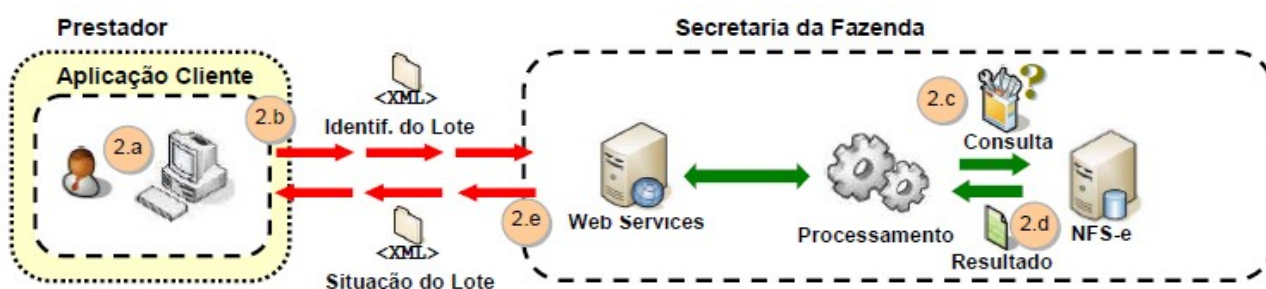 Prestador
Secretaria da Fazenda
Aplicação Cliente
<XML>
Identif. do Lote
2.a
2.b
2.c
?
Consulta
Web Services
Processamento
2.d
NFS-e
Resultado
2.e
<XML>
Situação do Lote